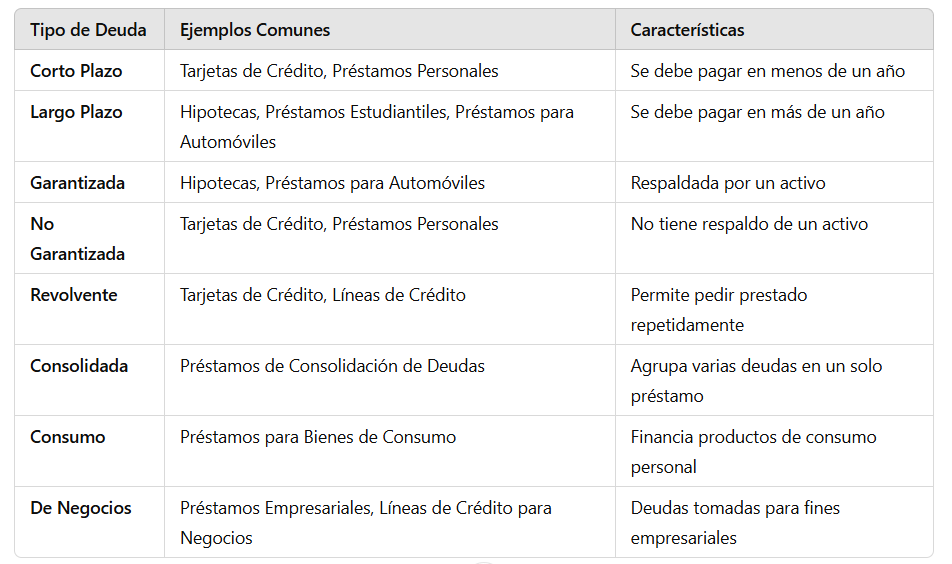 Tipo de Deuda Ejemplos Comunes Características
Corto Plazo Tarjetas de Crédito, Préstamos Personales Se debe pagar en menos de un año
Largo Plazo Hipotecas, Préstamos Estudiantiles, Préstamos para Se debe pagar en más de un año
Automóviles
Garantizada Hipotecas, Préstamos para Automóviles Respaldada por un activo
No Tarjetas de Crédito, Préstamos Personales No tiene respaldo de un activo
Garantizada
Revolvente Tarjetas de Crédito, Líneas de Crédito Permite pedir prestado
repetidamente
Consolidada Préstamos de Consolidación de Deudas Agrupa varias deudas en un solo
préstamo
Consumo Préstamos para Bienes de Consumo Financia productos de consumo
personal
De Negocios Préstamos Empresariales, Líneas de Crédito para Deudas tomadas para fines
Negocios empresariales